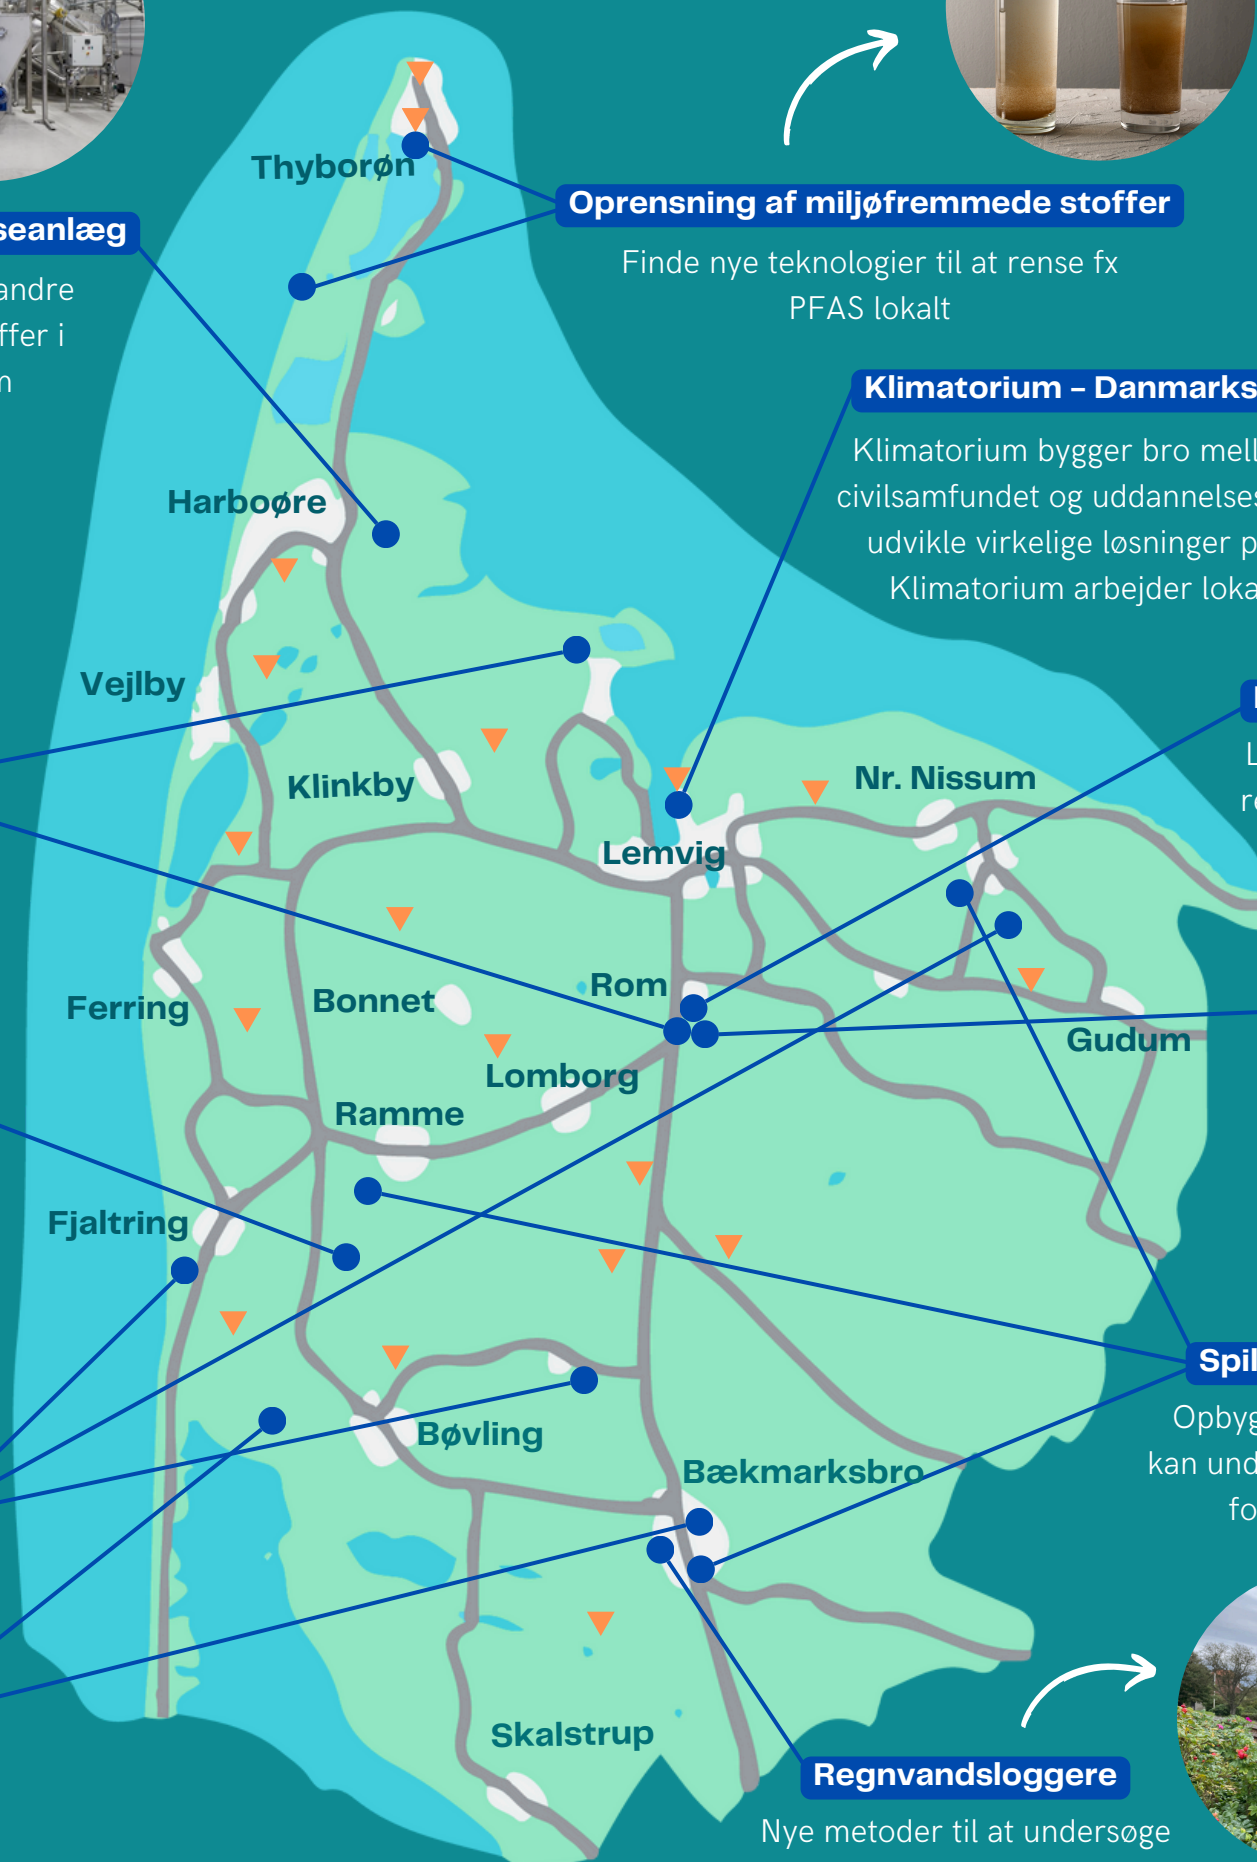 Thyborøn
Oprensning af miljøfremmede stoffer
Finde nye teknologier til at rense fx
PFAS lokalt
seanlæg
andre
ffer i
Klimatorium – Danmarks
Klimatorium bygger bro mell
civilsamfundet og uddannelses
udvikle virkelige løsninger p
Klimatorium arbejder loka
Harboøre
Vejlby
Klinkby
Nr. Nissum
Lemvig
Ferring
Bonnet
Rom
Lomborg
Gudum
Ramme
Fjaltring
Spil
Opbyg
kan und
fo
Bøvling
Bækmarksbro
Skalstrup
Regnvandsloggere
Nye metoder til at undersøge